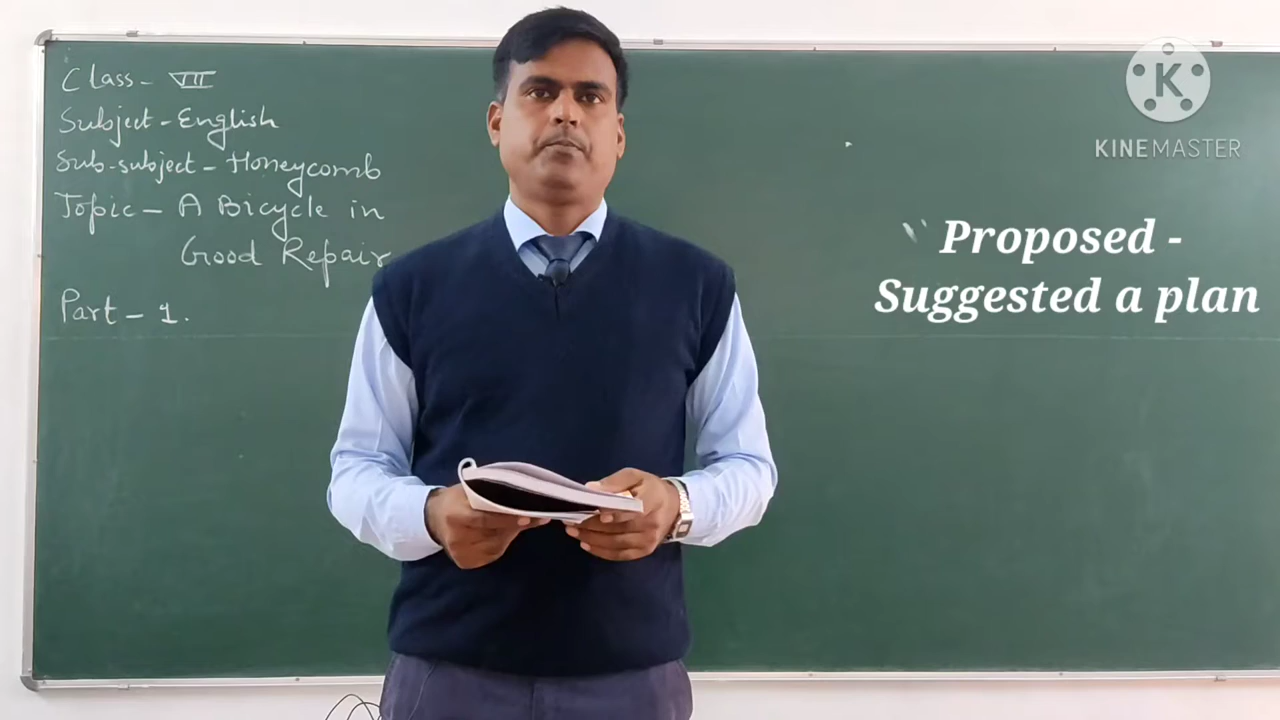 Class - VII
Subject - English
Sub-subject - Honeycomb
Topic - A Bicycle in
Good Repair
Part - 1.
K
KINEMASTER
Proposed -
Suggested a plan